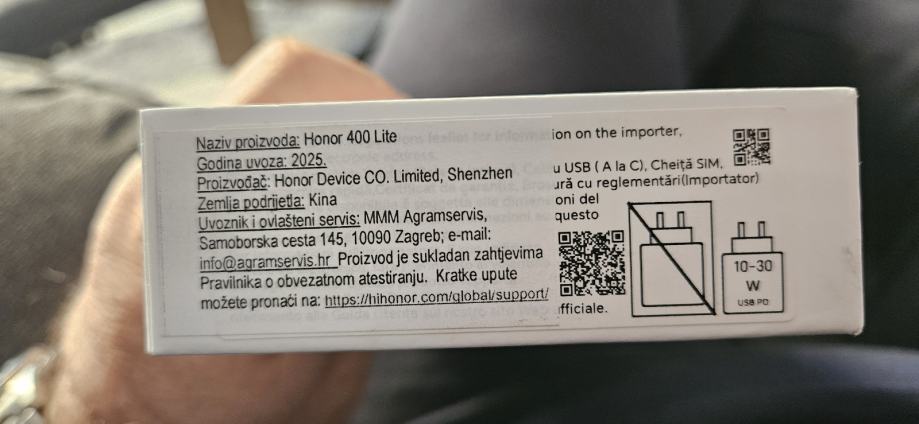 Naziv proizvoda: Honor 400 Lite
Godina uvoza: 2025.
Proizvođač: Honor Device CO. Limited, Shenzhen
Zemlja podrijetla: Kina
Uvoznik i ovlašteni servis: MMM Agramservis,
Samoborska cesta 145, 10090 Zagreb; e-mail:
info@agramservis.hr Proizvod je sukladan zahtjevima
Pravilnika o obveznatom atestiranju. Kratke upute
možete pronaći na: https://hihonor.com/global/support/
ion on the importer,
u USB ( A la C), Cheiță SIM,
ură cu reglementări(Importator)
oni del
questo
fficiale.
10-30
W
USB PD